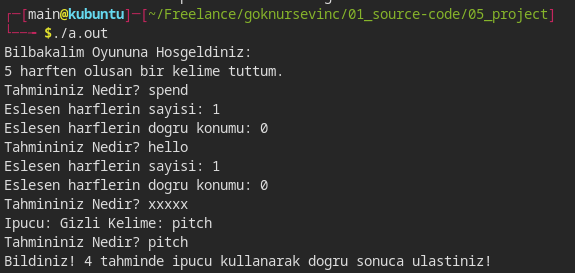 ┌─[main@kubuntu]─[~/Freelance/goknursevinc/01_source-code/05_project]
└──╼ $./a.out
Bilbakalim Oyununa Hosgeldiniz:
5 harften olusan bir kelime tuttum.
Tahmininiz Nedir? spend
Eslesen harflerin sayisi: 1
Eslesen harflerin dogru konumu: 0
Tahmininiz Nedir? hello
Eslesen harflerin sayisi: 1
Eslesen harflerin dogru konumu: 0
Tahmininiz Nedir? xxxxx
Ipucu: Gizli Kelime: pitch
Tahmininiz Nedir? pitch
Bildiniz! 4 tahminde ipucu kullanarak dogru sonuca ulastiniz!